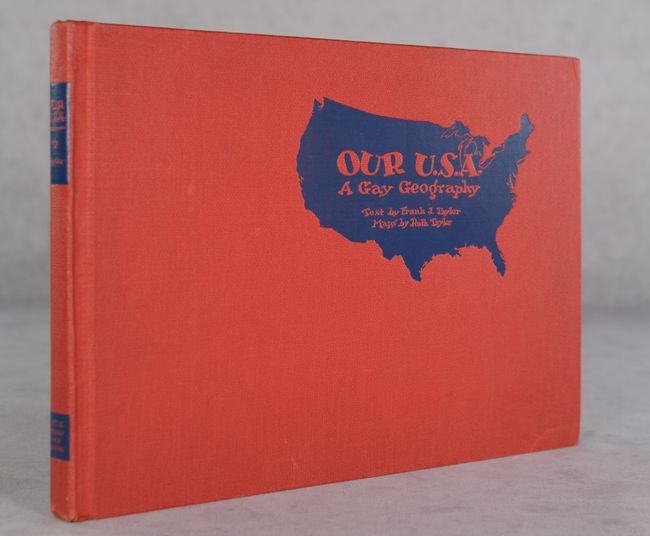 OUR U.S.A.
A Gay Geography
Text by Frank J. Taylor
Maps by Ruth Taylor